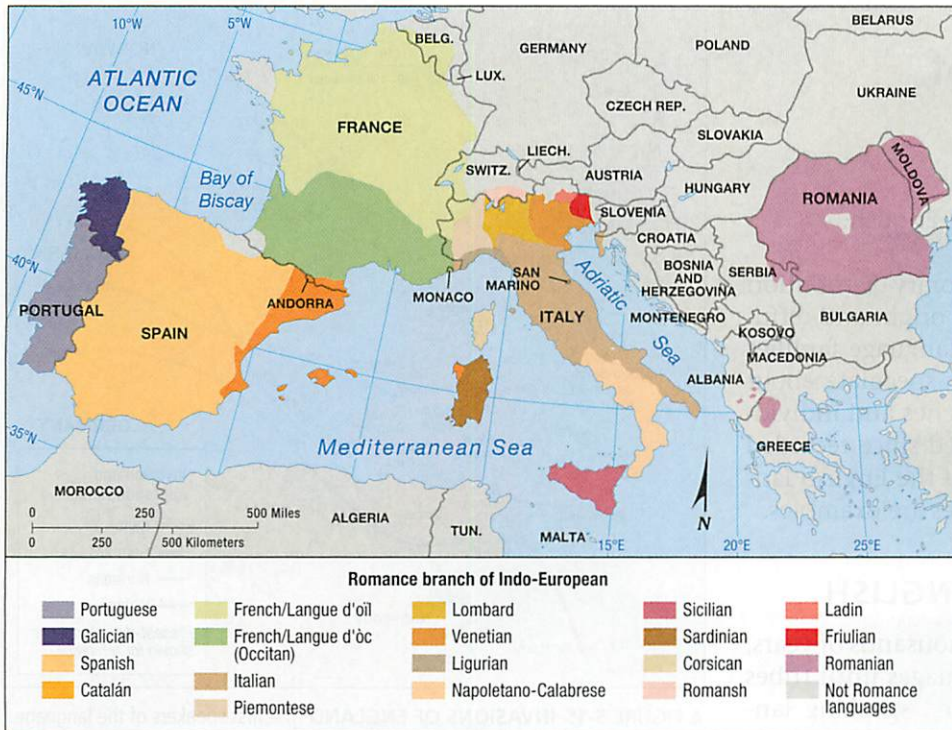 10°W
5°W
BELARUS
BELG.
GERMANY
POLAND
45°N
ATLANTIC
OCEAN
LUX.
UKRAINE
CZECH REP.
FRANCE
SLOVAKIA
LIECH.
MOLDOVA
Bay of
Biscay
SWITZ.
AUSTRIA
HUNGARY
ROMANIA
SLOVENIA
CROATIA
40°N
SAN
MARINO
BOSNIA
AND
HERZEGOVINA
SERBIA
ANDORRA
MONACO
Adriatic
Sea
PORTUGAL
SPAIN
ITALY
MONTENEGRO
KOSOVO
BULGARIA
MACEDONIA
ALBANIA
35°N
Mediterranean Sea
GREECE
MOROCCO
0 250 500 Miles
0 250 500 Kilometers
ALGERIA
TUN.
MALTA
N
15°E
20°E
25°E
Romance branch of Indo-European
Portuguese
Galician
Spanish
Catalán
French/Langue d'oïl
French/Langue d'òc
(Occitan)
Italian
Piemontese
Lombard
Venetian
Ligurian
Napoletano-Calabrese
Sicilian
Sardinian
Corsican
Romansh
Ladin
Friulian
Romanian
Not Romance
languages